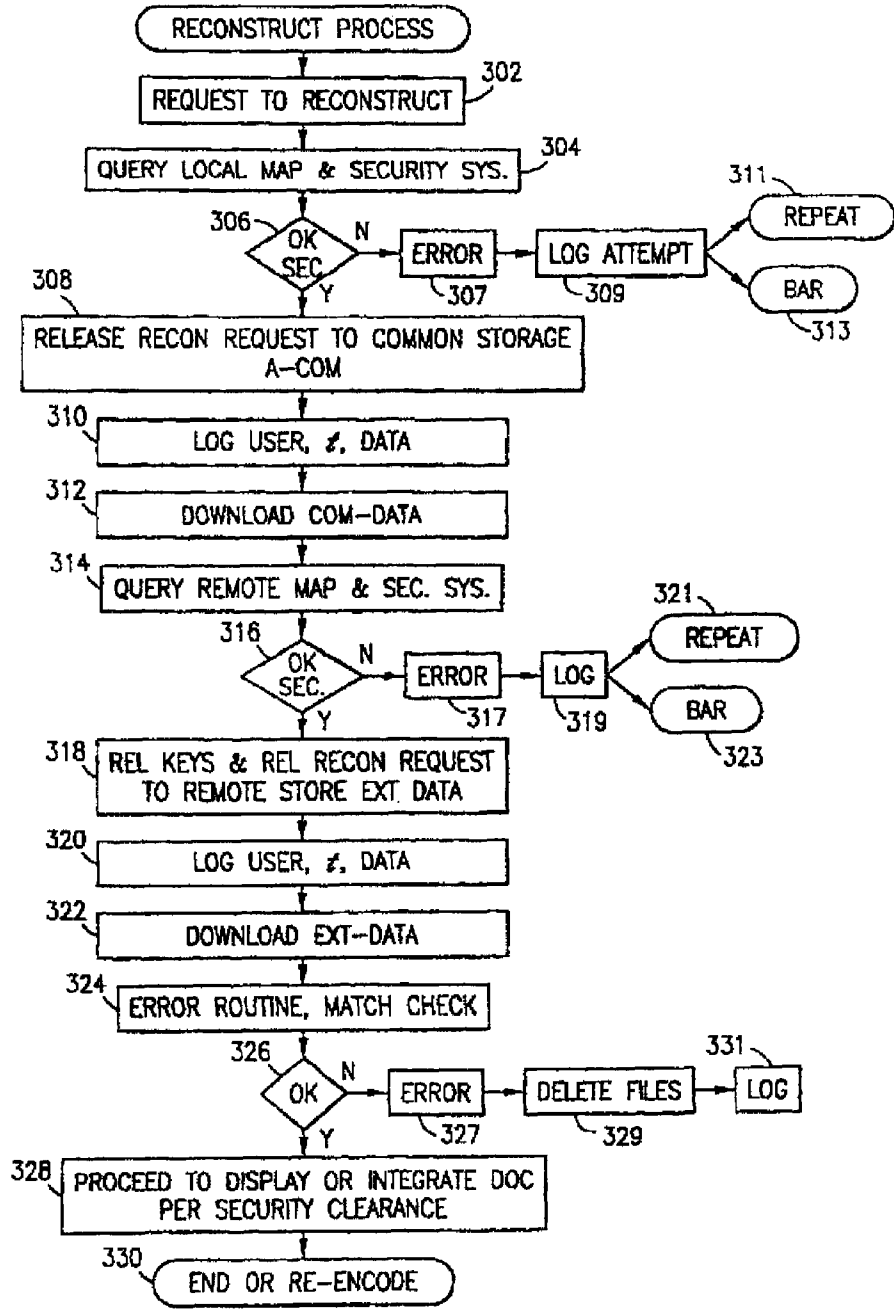 RECONSTRUCT PROCESS
302
REQUEST TO RECONSTRUCT
304
QUERY LOCAL MAP & SECURITY SYS.
306
OK
SEC
N
Y
ERROR
307
LOG ATTEMPT
309
311
REPEAT
BAR
313
308
RELEASE RECON REQUEST TO COMMON STORAGE
A-COM
310
LOG USER, t, DATA
312
DOWNLOAD COM-DATA
314
QUERY REMOTE MAP & SEC. SYS.
316
OK
SEC.
N
Y
ERROR
317
LOG
319
321
REPEAT
BAR
323
318
REL KEYS & REL RECON REQUEST
TO REMOTE STORE EXT DATA
320
LOG USER, t, DATA
322
DOWNLOAD EXT-DATA
324
ERROR ROUTINE, MATCH CHECK
326
OK
N
Y
ERROR
327
DELETE FILES
329
331
LOG
328
PROCEED TO DISPLAY OR INTEGRATE DOC
PER SECURITY CLEARANCE
330
END OR RE-ENCODE